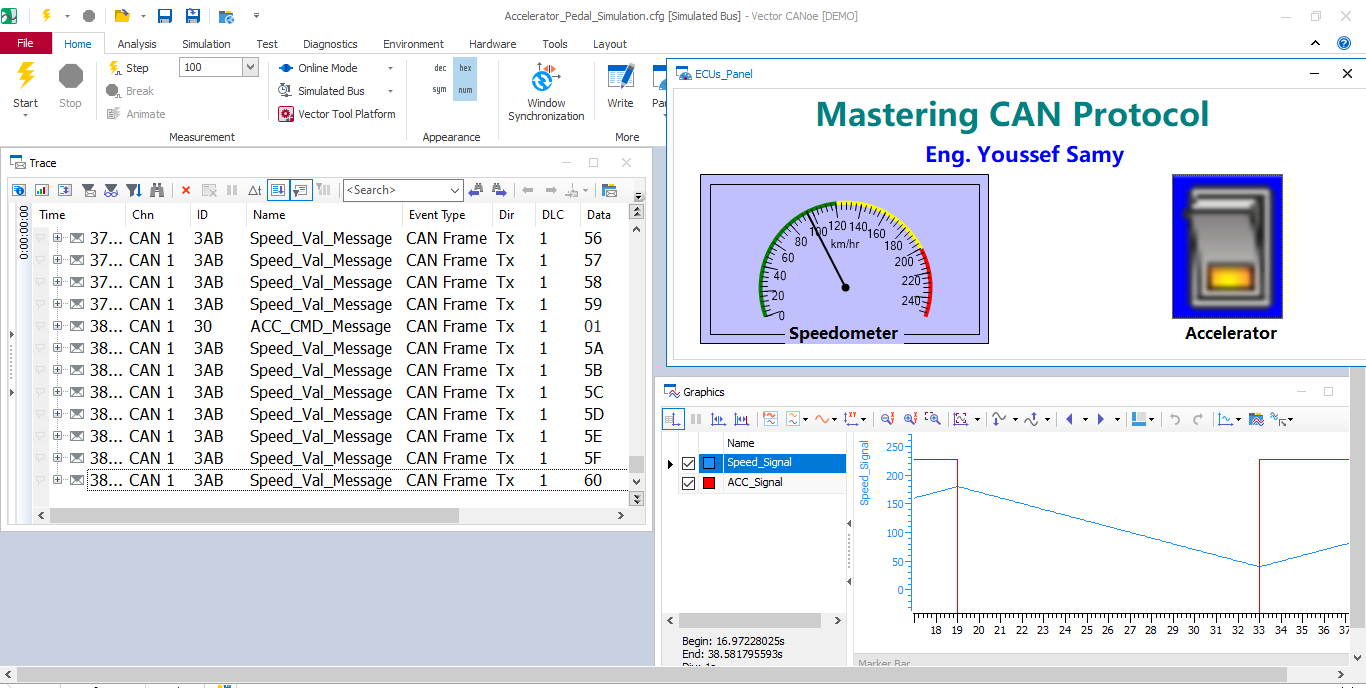 Accelerator_Pedal_Simulation.cfg [Simulated Bus] - Vector CANoe [DEMO]
File Home Analysis Simulation Test Diagnostics Environment Hardware Tools Layout
Start
Stop
Step
Break
Animate
100
Measurement
Online Mode
Simulated Bus
Vector Tool Platform
dec hex
sym num
Appearance
Window
Synchronization
Write
More
ECUs_Panel
Mastering CAN Protocol
Eng. Youssef Samy
0 20 40 60 80 100 120 140 160 180 200 220 240
km/hr
Speedometer
Accelerator
Trace
Δt
<Search>
0:00:00:00
Time Chn ID Name Event Type Dir DLC Data
37... CAN 1 3AB Speed_Val_Message CAN Frame Tx 1 56
37... CAN 1 3AB Speed_Val_Message CAN Frame Tx 1 57
37... CAN 1 3AB Speed_Val_Message CAN Frame Tx 1 58
37... CAN 1 3AB Speed_Val_Message CAN Frame Tx 1 59
38... CAN 1 30 ACC_CMD_Message CAN Frame Tx 1 01
38... CAN 1 3AB Speed_Val_Message CAN Frame Tx 1 5A
38... CAN 1 3AB Speed_Val_Message CAN Frame Tx 1 5B
38... CAN 1 3AB Speed_Val_Message CAN Frame Tx 1 5C
38... CAN 1 3AB Speed_Val_Message CAN Frame Tx 1 5D
38... CAN 1 3AB Speed_Val_Message CAN Frame Tx 1 5E
38... CAN 1 3AB Speed_Val_Message CAN Frame Tx 1 5F
38... CAN 1 3AB Speed_Val_Message CAN Frame Tx 1 60
Graphics
Name
Speed_Signal
ACC_Signal
Begin: 16.97228025s
End: 38.581795593s
Speed_Signal
250
200
150
100
50
0
18 19 20 21 22 23 24 25 26 27 28 29 30 31 32 33 34 35 36 37
Marker Bar